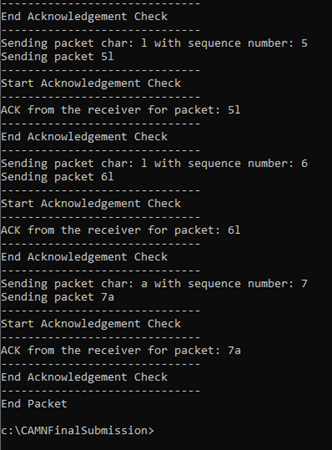 ------------------------------
End Acknowledgement Check
------------------------------
Sending packet char: l with sequence number: 5
Sending packet 5l
------------------------------
Start Acknowledgement Check
------------------------------
ACK from the receiver for packet: 5l
------------------------------
End Acknowledgement Check
------------------------------
Sending packet char: l with sequence number: 6
Sending packet 6l
------------------------------
Start Acknowledgement Check
------------------------------
ACK from the receiver for packet: 6l
------------------------------
End Acknowledgement Check
------------------------------
Sending packet char: a with sequence number: 7
Sending packet 7a
------------------------------
Start Acknowledgement Check
------------------------------
ACK from the receiver for packet: 7a
------------------------------
End Acknowledgement Check
------------------------------
End Packet
c:\CAMNFinalSubmission>